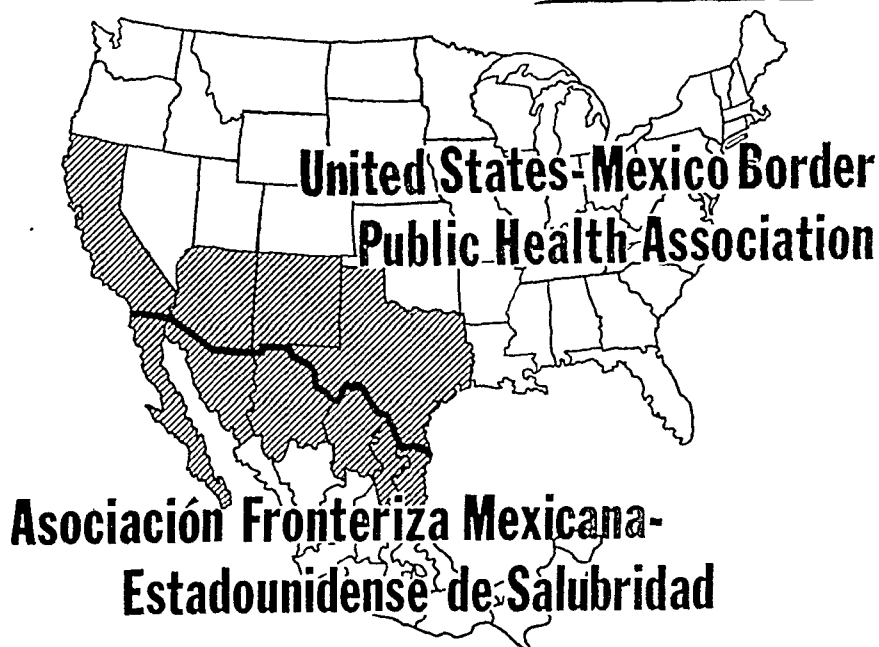 United States-Mexico Border
Public Health Association
Asociación Fronteriza Mexicana-
Estadounidense de Salubridad